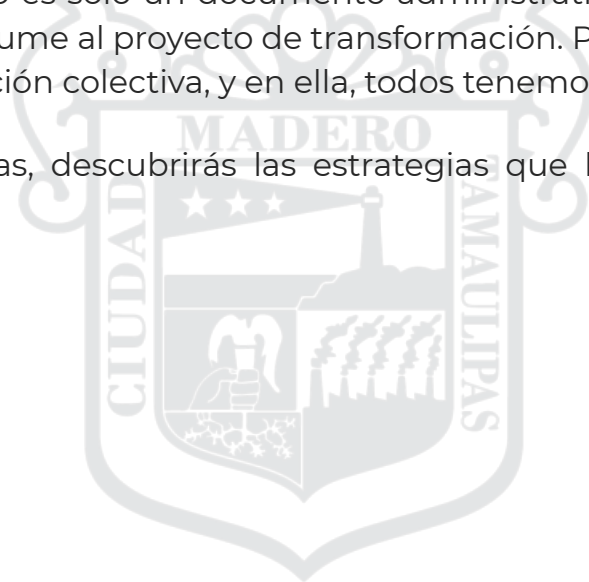 es solo un documento administrati
ume al proyecto de transformación. P
ción colectiva, y en ella, todos tenemo
MADERO
as, descubrirás las estrategias que
CIUDAD
TAMAULIPAS